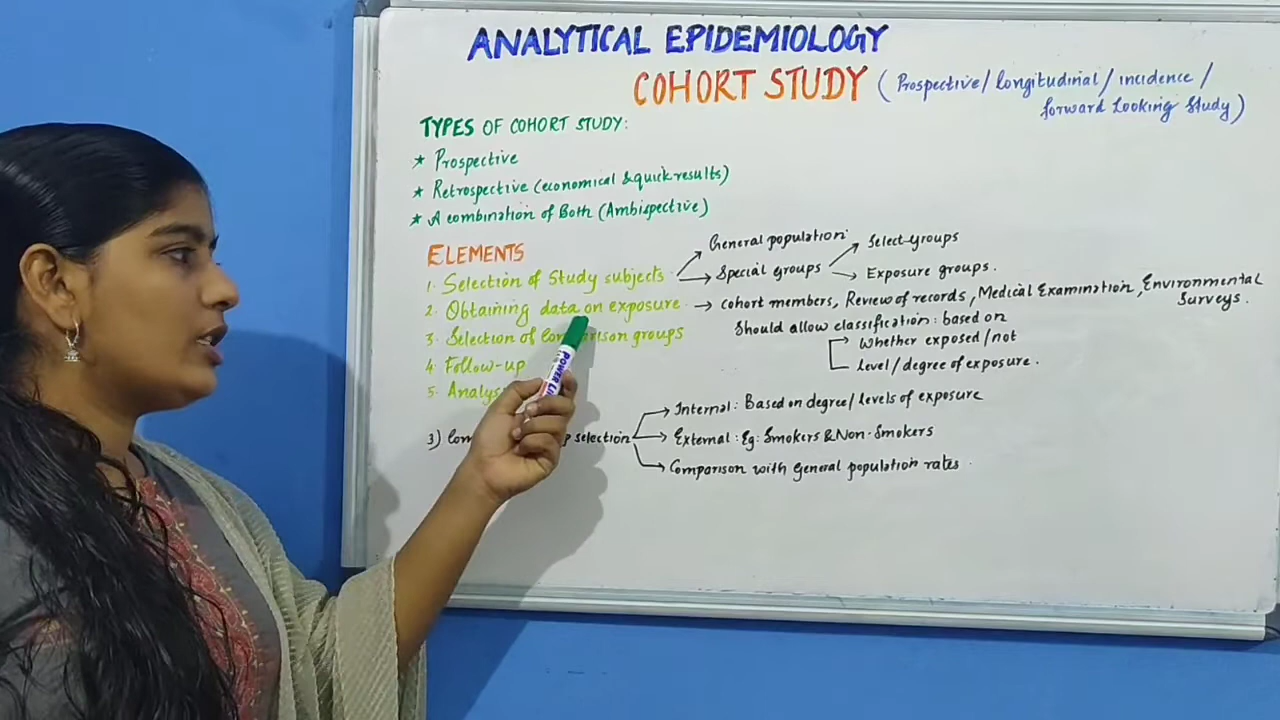 ANALYTICAL EPIDEMIOLOGY
COHORT STUDY (Prospective/longitudinal/incidence/
forward Looking Study)
TYPES OF COHORT STUDY:
* Prospective
* Retrospective (economical & quick results)
* A combination of Both (Ambispective)
ELEMENTS
1. Selection of Study subjects
General population
Special groups
Select-groups
Exposure groups.
2. Obtaining data on exposure → cohort members, Review of records, Medical Examination, Environmental
Surveys.
Should allow classification: based on
Whether exposed/not
level/degree of exposure.
3. Selection of groups
4. Follow-up
5.
3) selection
Internal: Based on degree/levels of exposure
External: Eg: Smokers & Non-Smokers
Comparison with General population rates.
POWER